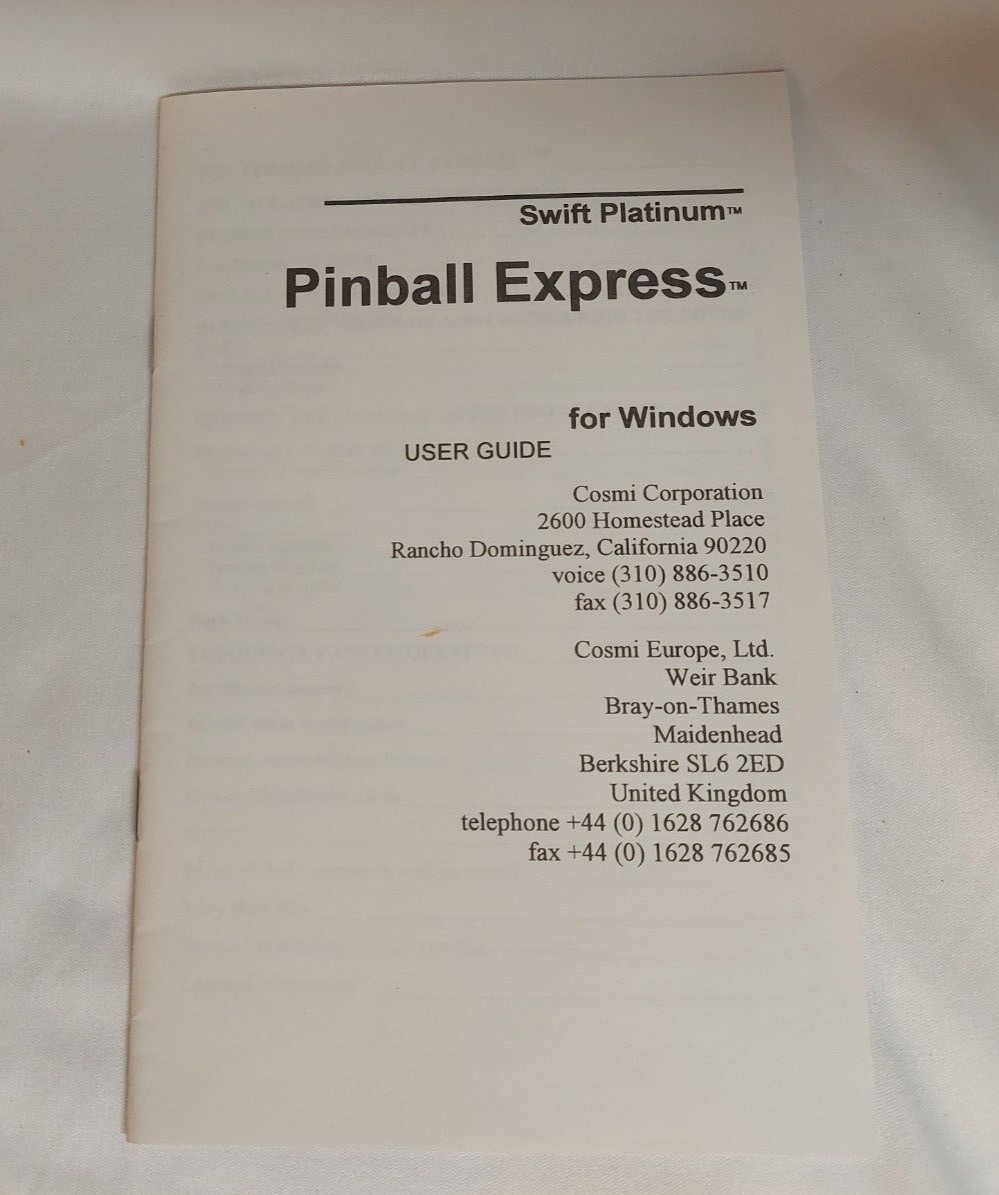 Swift Platinum™
Pinball Express™
for Windows
USER GUIDE
Cosmi Corporation
2600 Homestead Place
Rancho Dominguez, California 90220
voice (310) 886-3510
fax (310) 886-3517
Cosmi Europe, Ltd.
Weir Bank
Bray-on-Thames
Maidenhead
Berkshire SL6 2ED
United Kingdom
telephone +44 (0) 1628 762686
fax +44 (0) 1628 762685